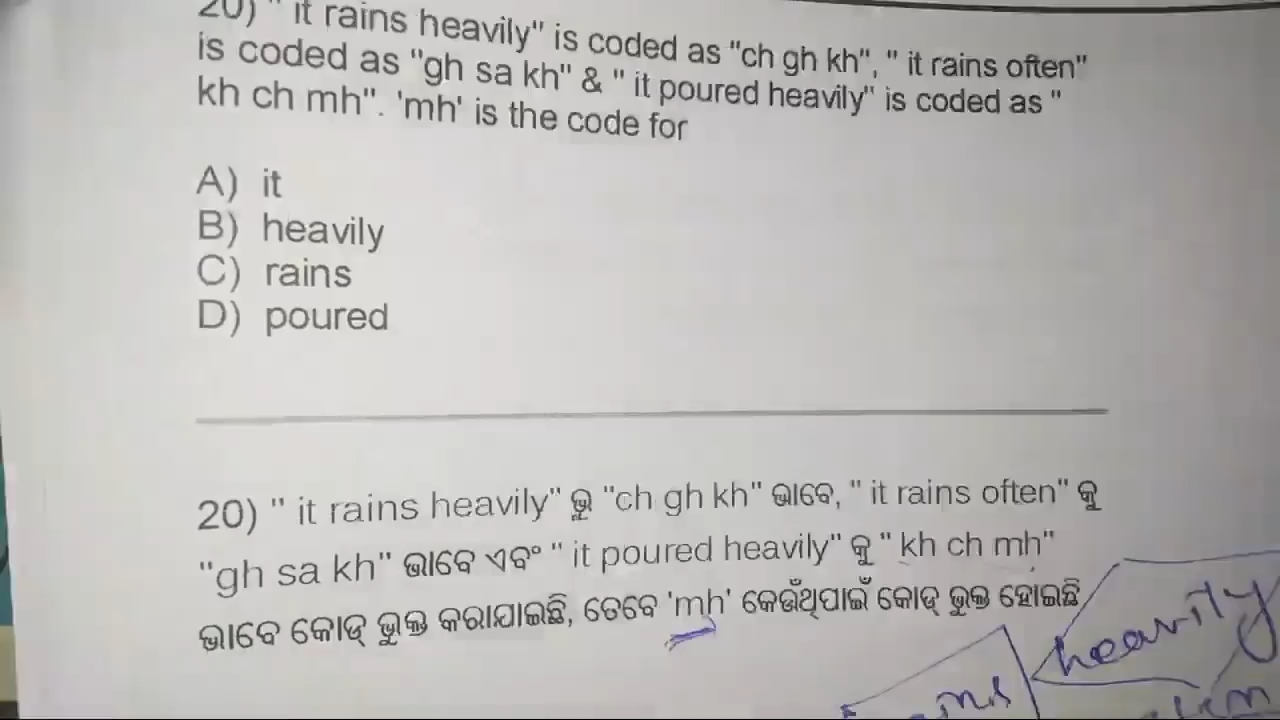 20) " it rains heavily" is coded as "ch gh kh", " it rains often"
is coded as "gh sa kh" & " it poured heavily" is coded as "
kh ch mh". 'mh' is the code for
A) it
B) heavily
C) rains
D) poured
20) " it rains heavily" କୁ "ch gh kh" ଭାବେ, " it rains often" କୁ
"gh sa kh" ଭାବେ ଏବଂ " it poured heavily" କୁ " kh ch mh"
ଭାବେ କୋଡ୍ ଭୁକ୍ତ କରାଯାଇଛି, ତେବେ 'mh' କେଉଁଥିପାଇଁ କୋଡ୍ ଭୁକ୍ତ ହୋଇଛି
heavily